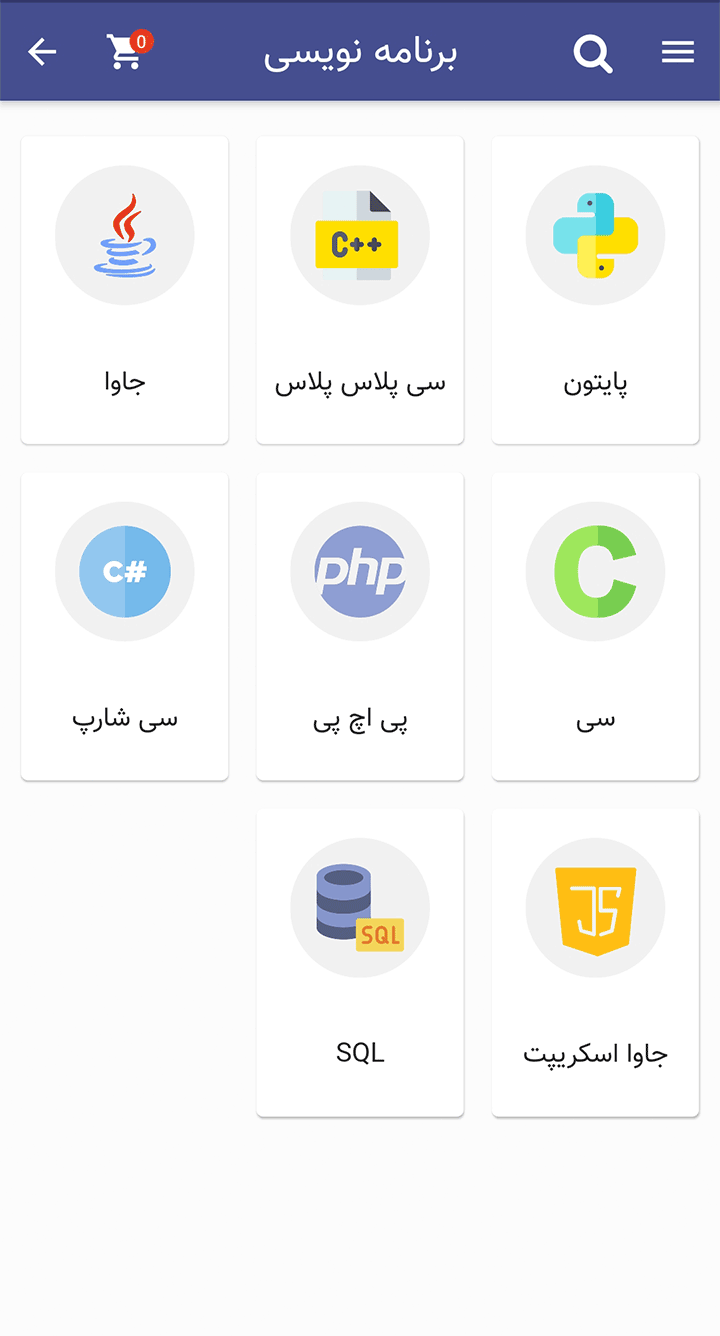 برنامه نویسی
0
پایتون
C++
سی پلاس پلاس
جاوا
C
سی
php
پی اچ پی
C#
سی شارپ
JS
جاوا اسکریپت
SQL
SQL